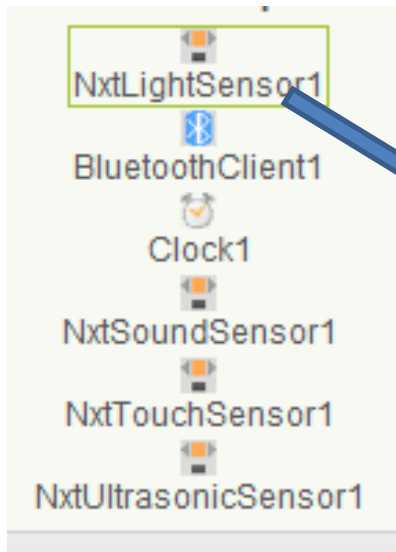 NxtLightSensor1
BluetoothClient1
Clock1
NxtSoundSensor1
NxtTouchSensor1
NxtUltrasonicSensor1